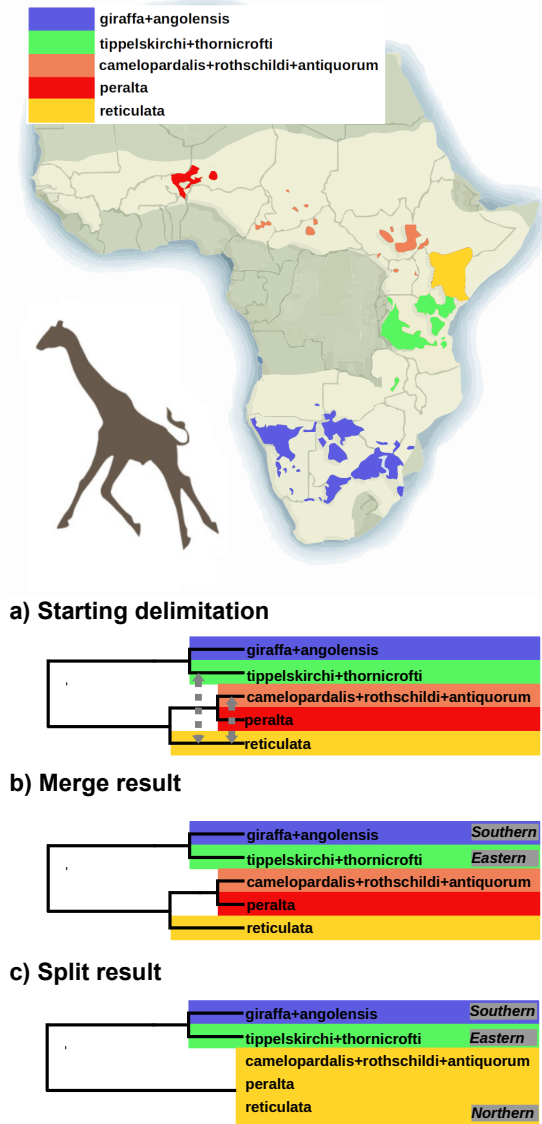 giraffa+angolensis
tippelskirchi+thornicrofti
camelopardalis+rothschildi+antiquorum
peralta
reticulata
a) Starting delimitation
giraffa+angolensis
tippelskirchi+thornicrofti
camelopardalis+rothschildi+antiquorum
peralta
reticulata
b) Merge result
giraffa+angolensis Southern
tippelskirchi+thornicrofti Eastern
camelopardalis+rothschildi+antiquorum
peralta
reticulata
c) Split result
giraffa+angolensis Southern
tippelskirchi+thornicrofti Eastern
camelopardalis+rothschildi+antiquorum
peralta
reticulata Northern